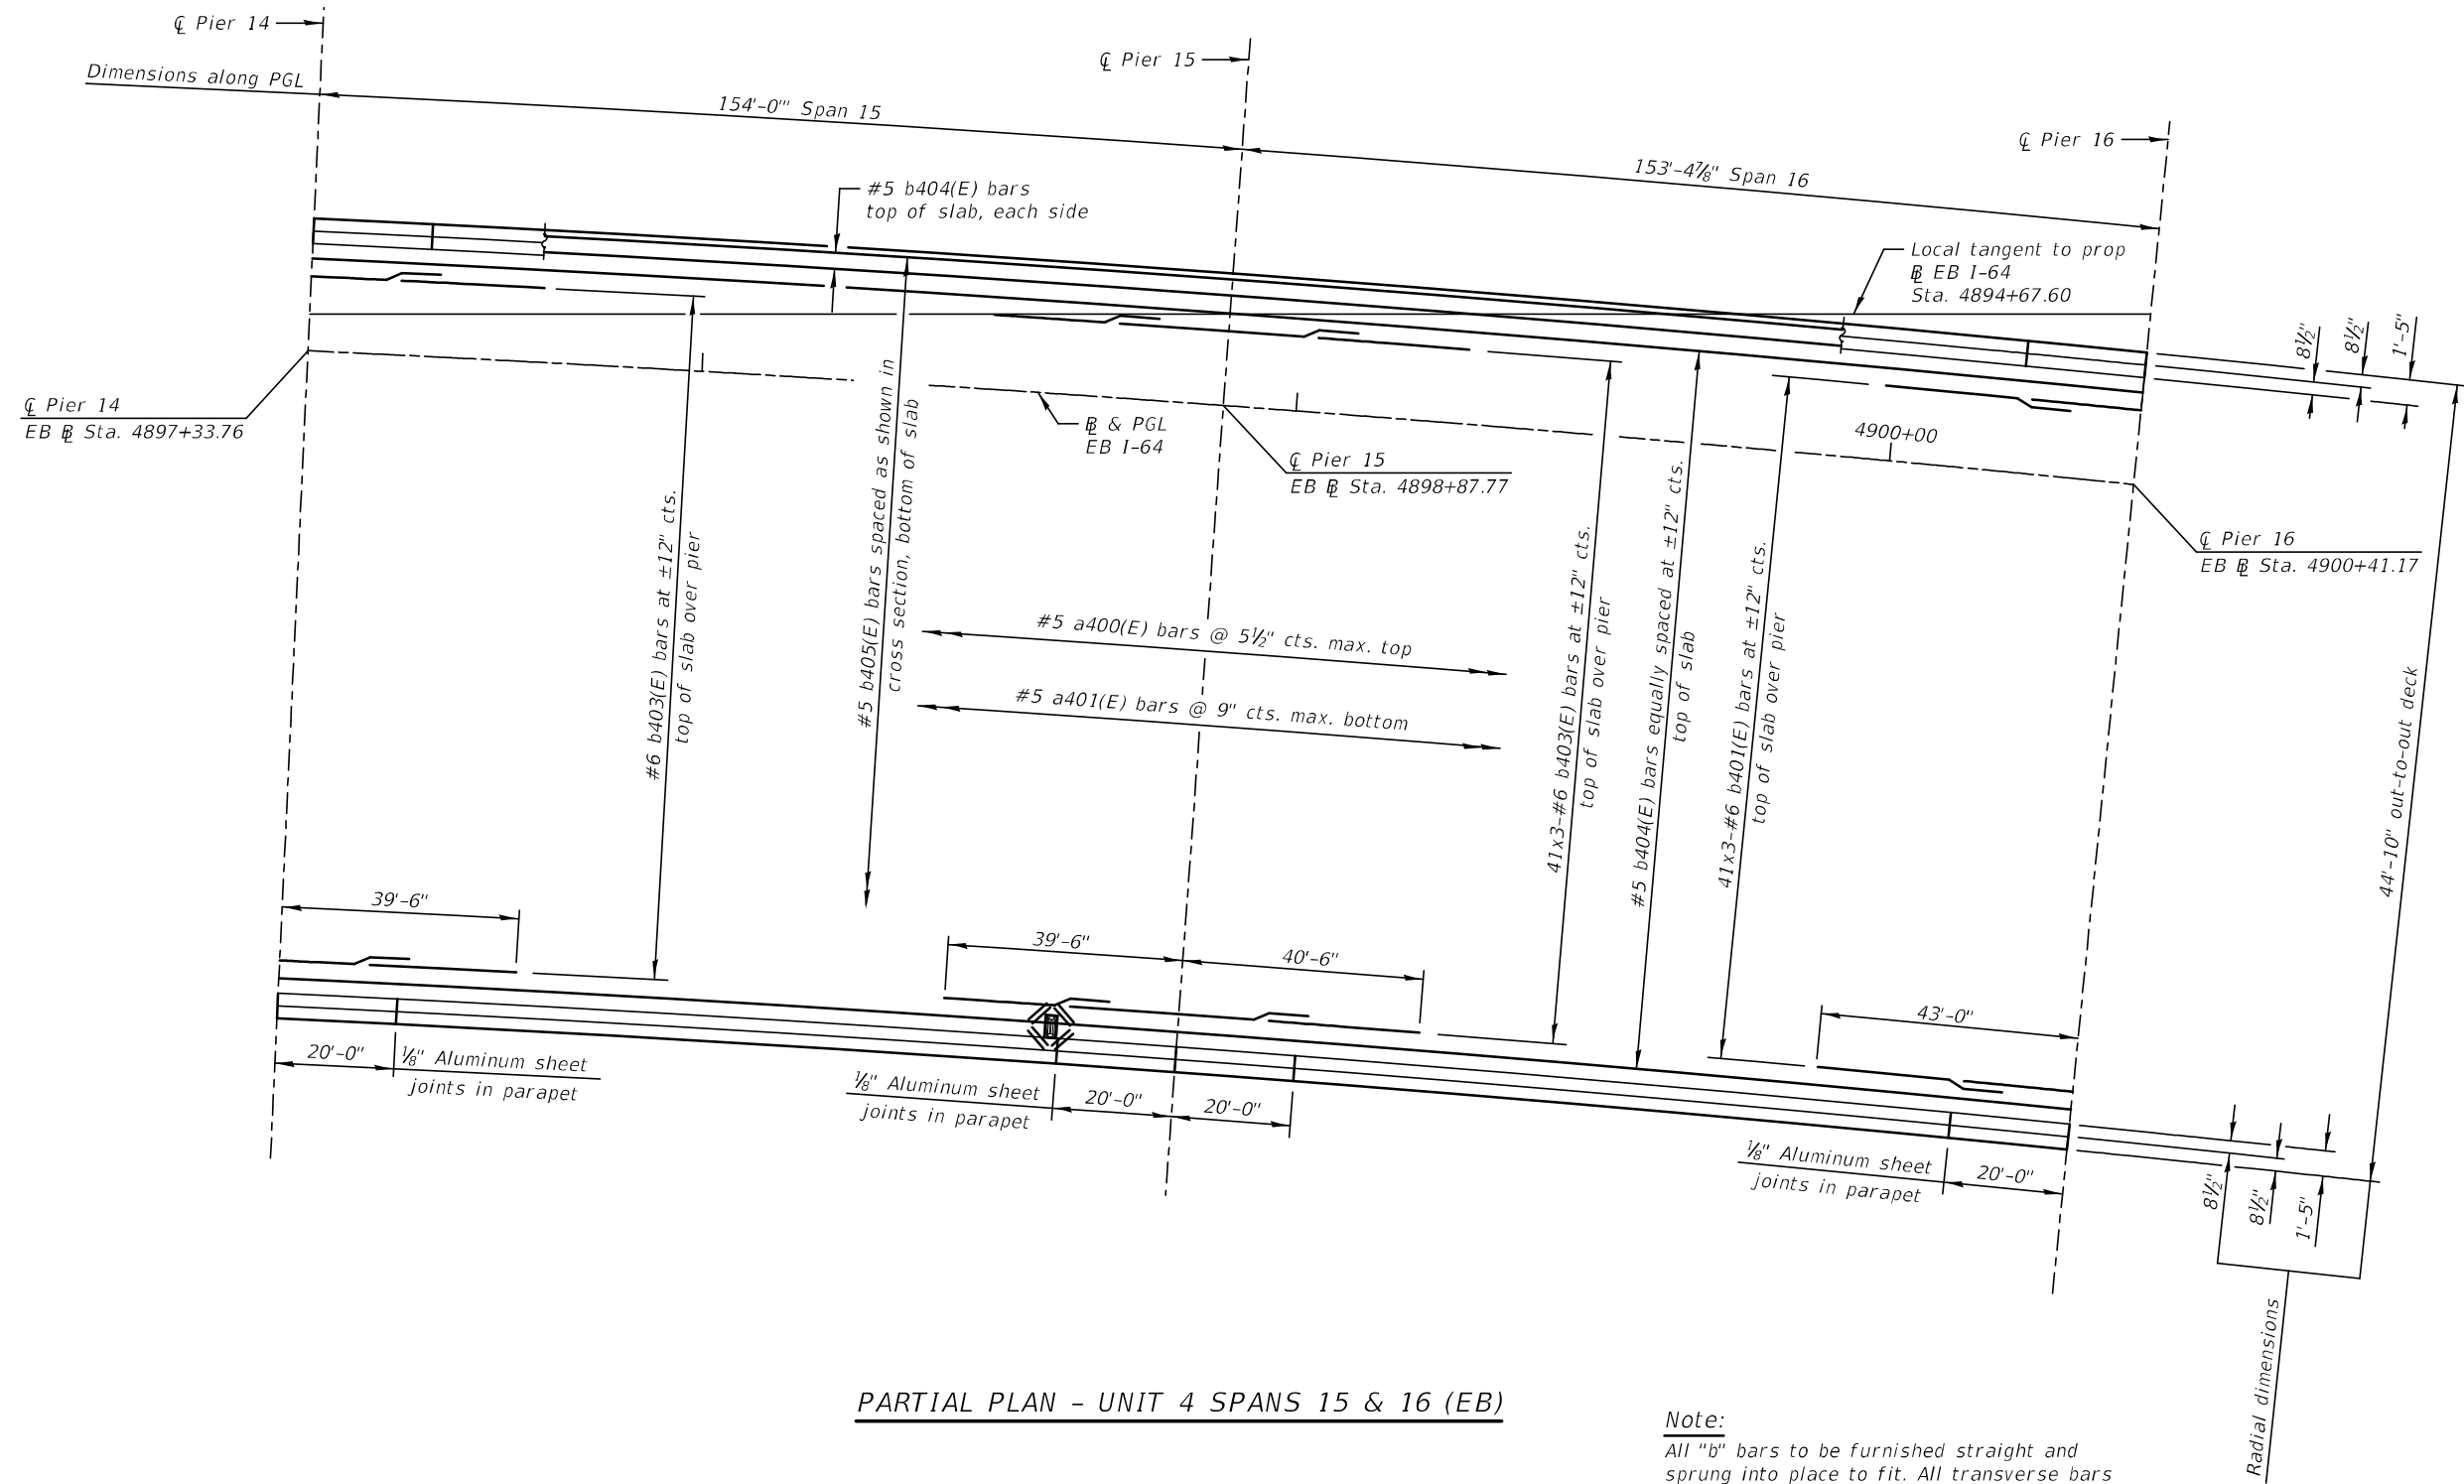 ℄ Pier 14
℄ Pier 15
℄ Pier 16
Dimensions along PGL
154'-0''' Span 15
153'-4⅞" Span 16
#5 b404(E) bars
top of slab, each side
Local tangent to prop
B͟L EB I-64
Sta. 4894+67.60
8½"
8½"
1'-5"
℄ Pier 14
EB BL Sta. 4897+33.76
BL & PGL
EB I-64
℄ Pier 15
EB BL Sta. 4898+87.77
4900+00
℄ Pier 16
EB BL Sta. 4900+41.17
#6 b403(E) bars at ±12" cts.
top of slab over pier
#5 b405(E) bars spaced as shown in
cross section, bottom of slab
#5 a400(E) bars @ 5½" cts. max. top
#5 a401(E) bars @ 9" cts. max. bottom
41x3-#6 b403(E) bars at ±12" cts.
top of slab over pier
#5 b404(E) bars equally spaced at ±12" cts.
top of slab
41x3-#6 b401(E) bars at ±12" cts.
top of slab over pier
44'-10" out-to-out deck
39'-6"
39'-6"
40'-6"
43'-0"
20'-0"
⅛" Aluminum sheet
joints in parapet
⅛" Aluminum sheet
joints in parapet
20'-0"
20'-0"
⅛" Aluminum sheet
joints in parapet
20'-0"
8½"
8½"
1'-5"
Radial dimensions
PARTIAL PLAN - UNIT 4 SPANS 15 & 16 (EB)
Note:
All "b" bars to be furnished straight and
sprung into place to fit. All transverse bars